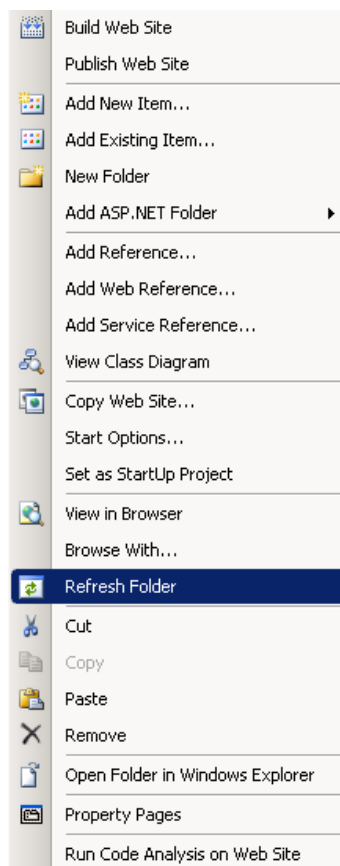 Build Web Site
Publish Web Site
Add New Item...
Add Existing Item...
New Folder
Add ASP.NET Folder
Add Reference...
Add Web Reference...
Add Service Reference...
View Class Diagram
Copy Web Site...
Start Options...
Set as StartUp Project
View in Browser
Browse With...
Refresh Folder
Cut
Copy
Paste
Remove
Open Folder in Windows Explorer
Property Pages
Run Code Analysis on Web Site